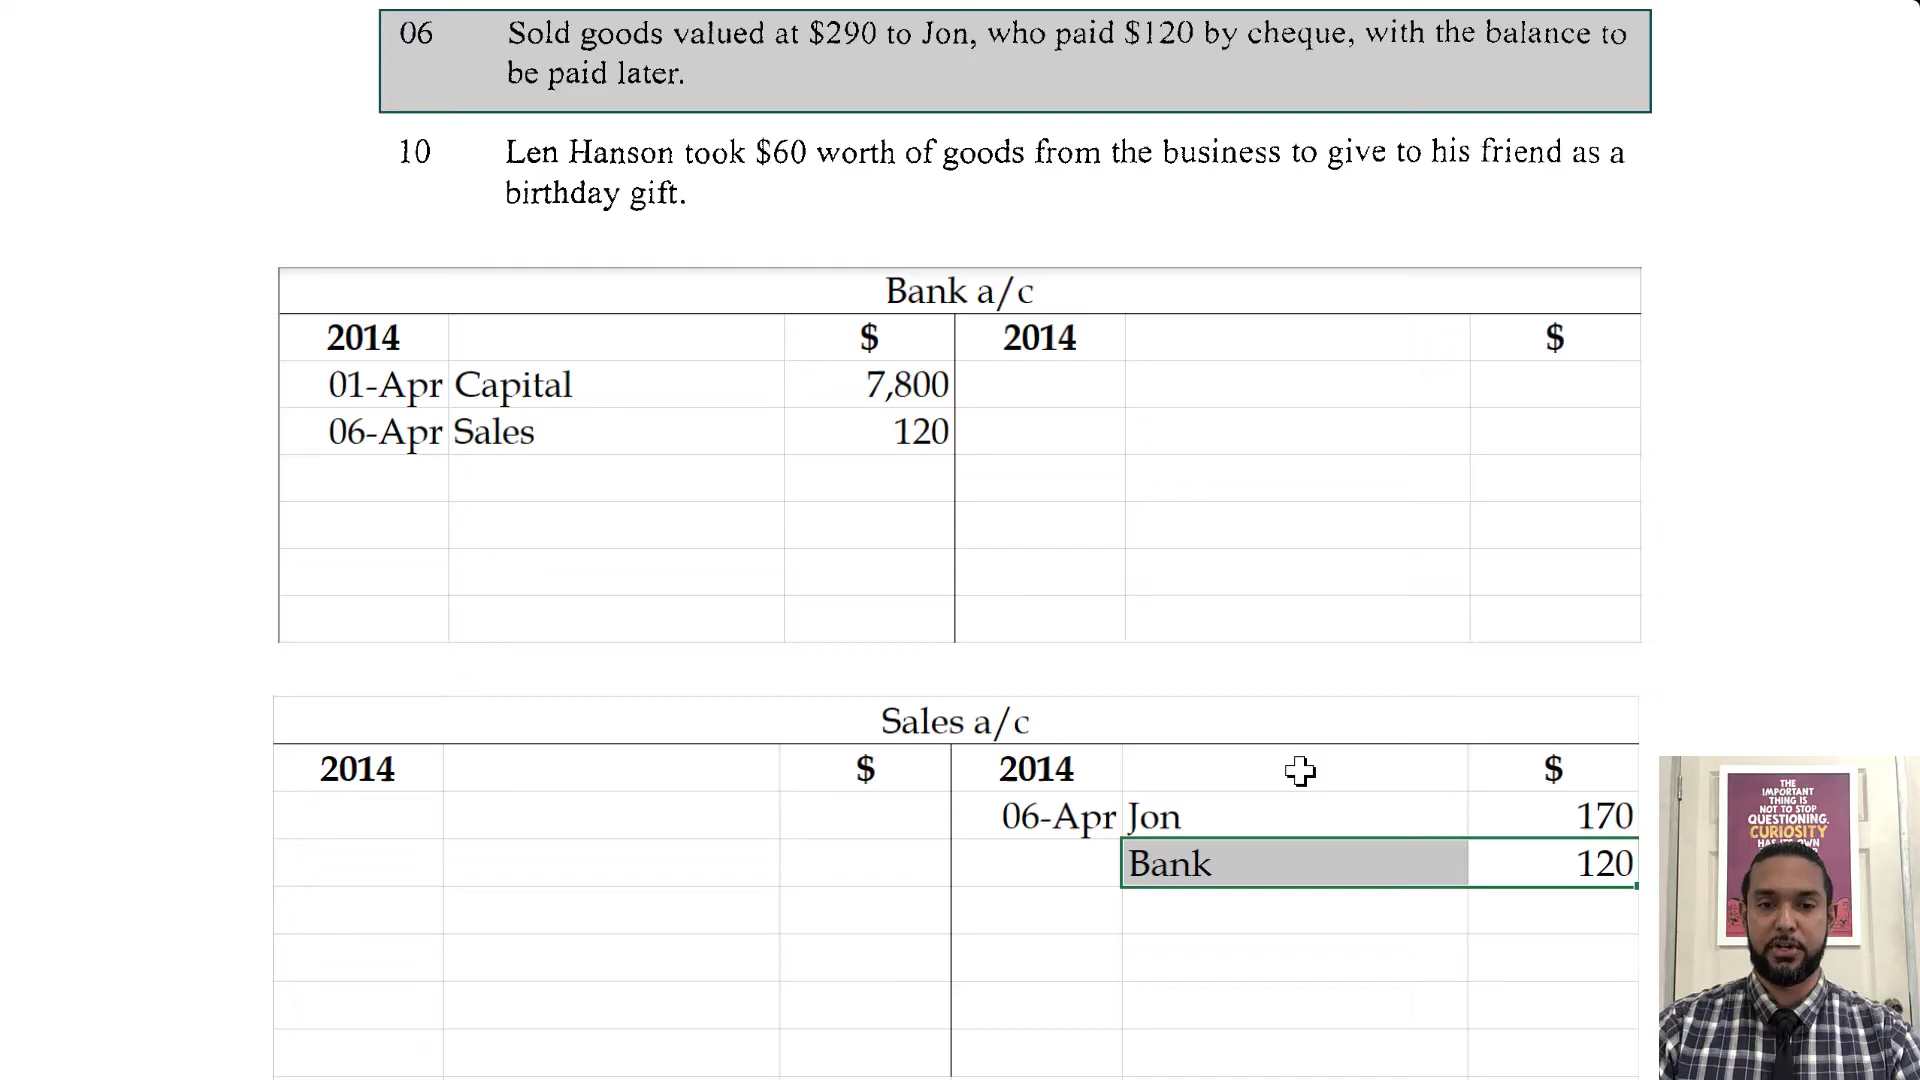 06 Sold goods valued at $290 to Jon, who paid $120 by cheque, with the balance to
be paid later.
10 Len Hanson took $60 worth of goods from the business to give to his friend as a
birthday gift.
Bank a/c
2014 $ 2014 $
01-Apr Capital 7,800
06-Apr Sales 120
Sales a/c
2014 $ 2014 $
06-Apr Jon 170
Bank 120
THE
IMPORTANT
THING IS
NOT TO STOP
QUESTIONING.
CURIOSITY